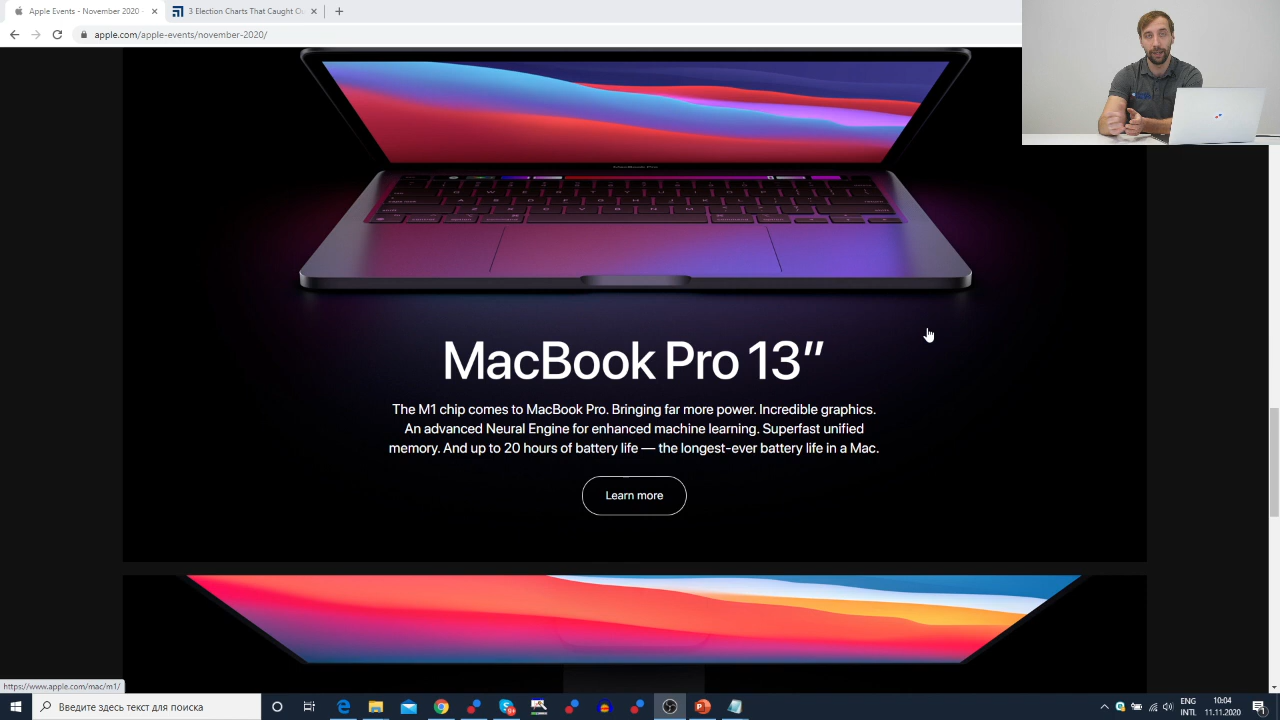 Apple Events - November 2020 -
3 Election Charts That Caught Ou
apple.com/apple-events/november-2020/
MacBook Pro
MacBook Pro 13″
The M1 chip comes to MacBook Pro. Bringing far more power. Incredible graphics.
An advanced Neural Engine for enhanced machine learning. Superfast unified
memory. And up to 20 hours of battery life — the longest-ever battery life in a Mac.
Learn more
https://www.apple.com/mac/m1/
Введите здесь текст для поиска
ENG
INTL
10:04
11.11.2020